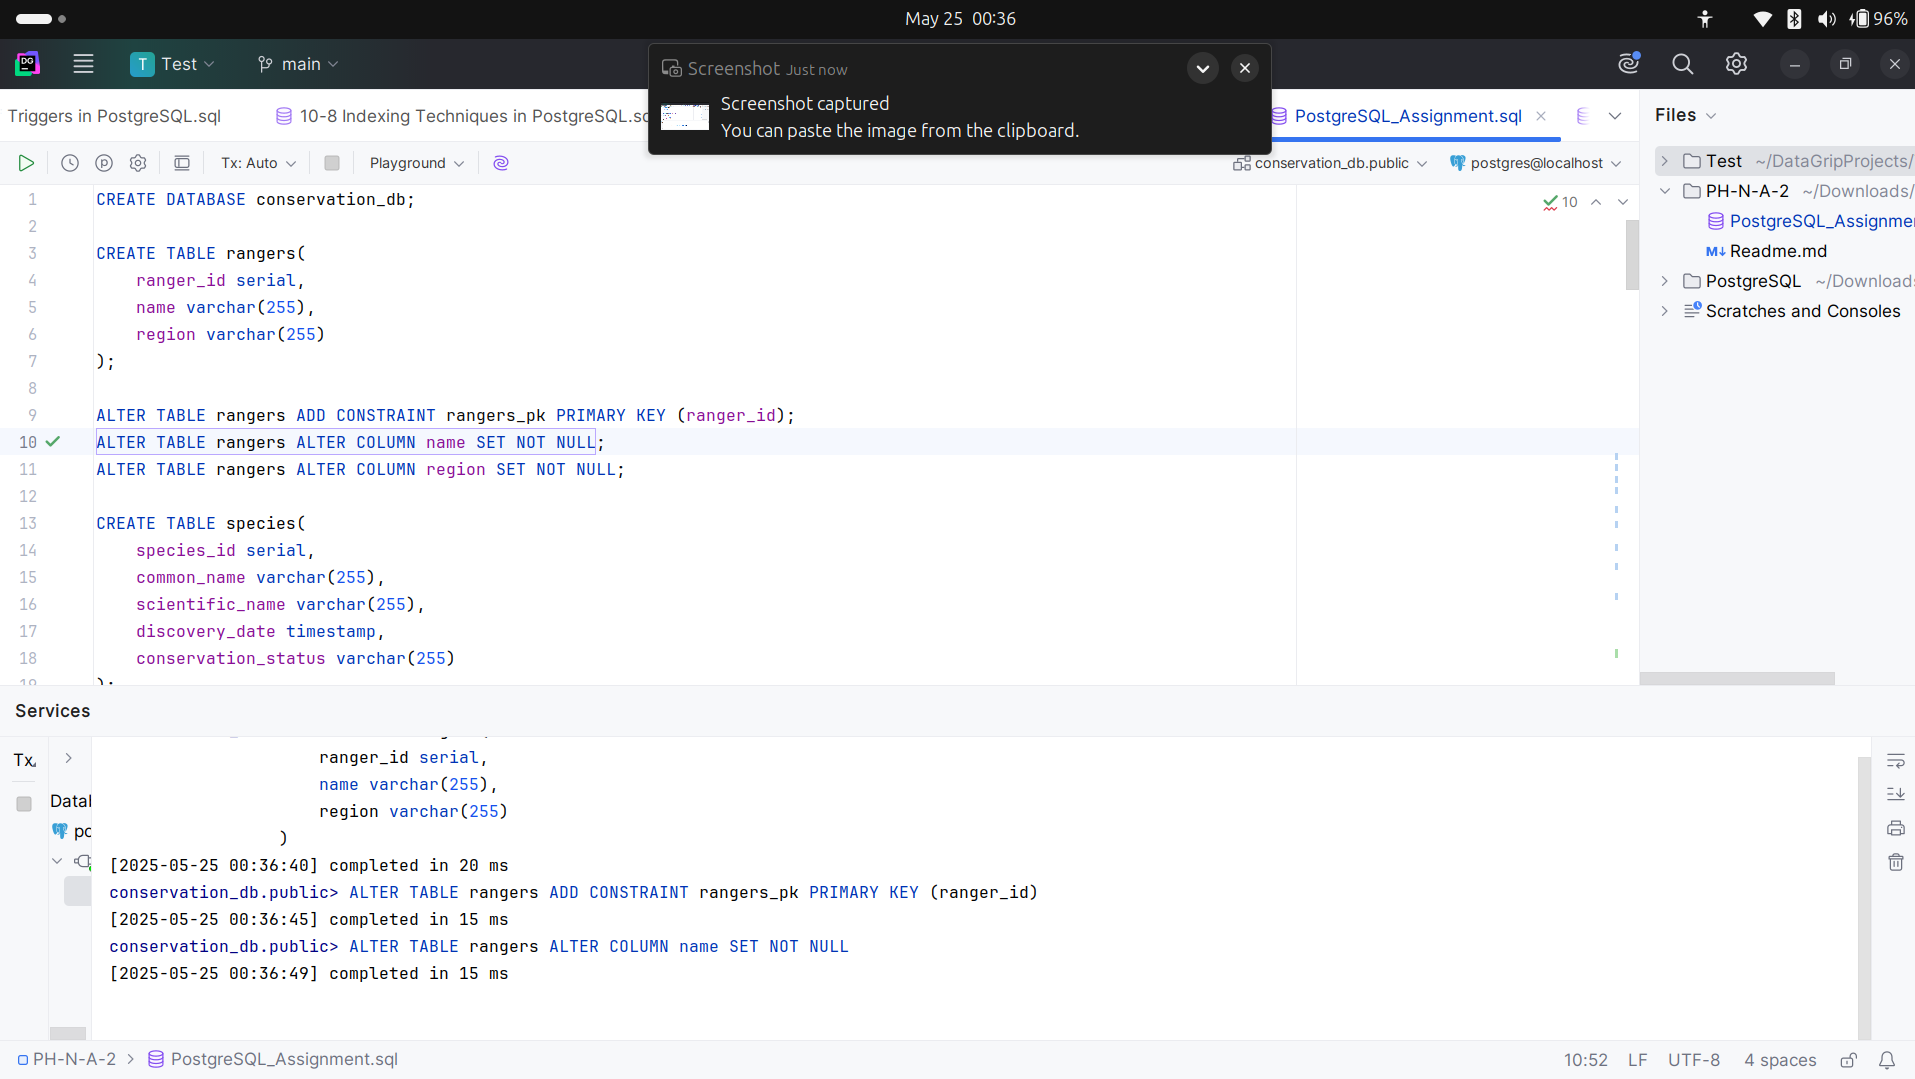 May 25 00:36
96%
DG
T Test
main
Screenshot Just now
Screenshot captured
You can paste the image from the clipboard.
Triggers in PostgreSQL.sql
10-8 Indexing Techniques in PostgreSQL.sq
PostgreSQL_Assignment.sql
Files
Tx: Auto
Playground
conservation_db.public
postgres@localhost
10
1 CREATE DATABASE conservation_db;
2
3 CREATE TABLE rangers(
4 ranger_id serial,
5 name varchar(255),
6 region varchar(255)
7 );
8
9 ALTER TABLE rangers ADD CONSTRAINT rangers_pk PRIMARY KEY (ranger_id);
10 ALTER TABLE rangers ALTER COLUMN name SET NOT NULL;
11 ALTER TABLE rangers ALTER COLUMN region SET NOT NULL;
12
13 CREATE TABLE species(
14 species_id serial,
15 common_name varchar(255),
16 scientific_name varchar(255),
17 discovery_date timestamp,
18 conservation_status varchar(255)
19 );
Test ~/DataGripProjects/
PH-N-A-2 ~/Downloads/
PostgreSQL_Assignmen
M↓ Readme.md
PostgreSQL ~/Downloads
Scratches and Consoles
Services
Tx
Datal
po
ranger_id serial,
name varchar(255),
region varchar(255)
)
[2025-05-25 00:36:40] completed in 20 ms
conservation_db.public> ALTER TABLE rangers ADD CONSTRAINT rangers_pk PRIMARY KEY (ranger_id)
[2025-05-25 00:36:45] completed in 15 ms
conservation_db.public> ALTER TABLE rangers ALTER COLUMN name SET NOT NULL
[2025-05-25 00:36:49] completed in 15 ms
PH-N-A-2 > PostgreSQL_Assignment.sql
10:52 LF UTF-8 4 spaces